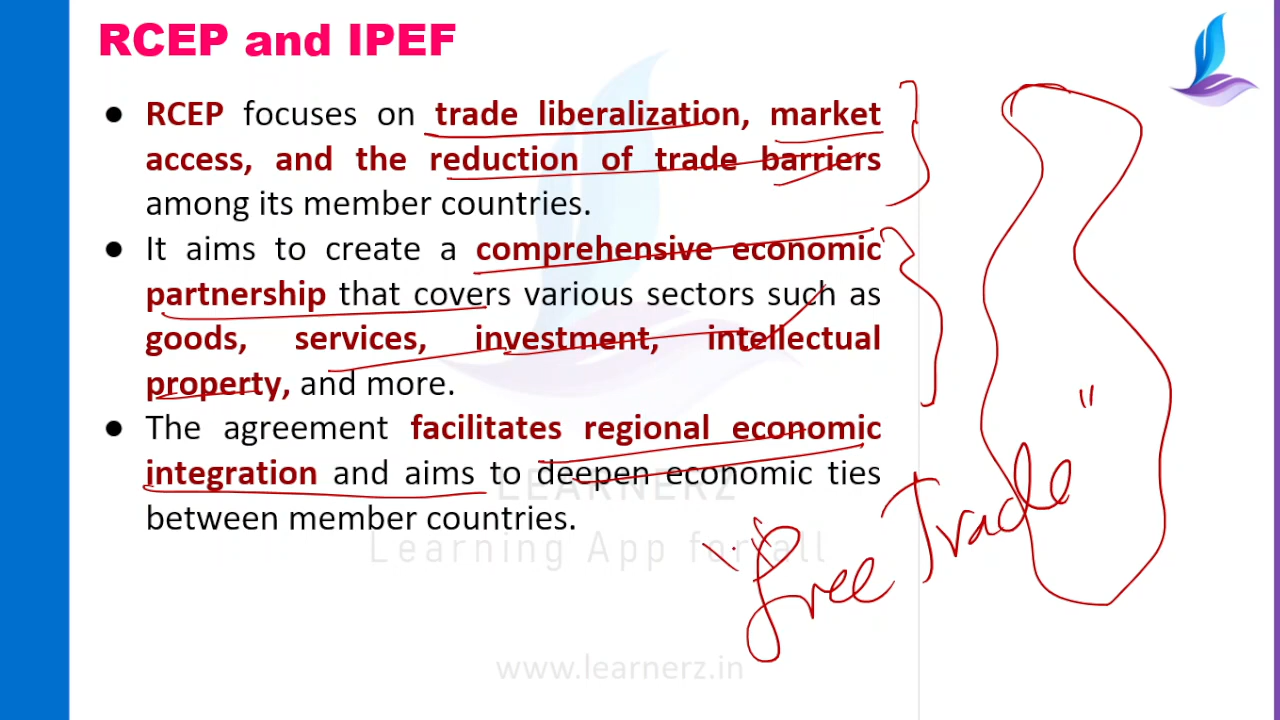 RCEP and IPEF
● RCEP focuses on trade liberalization, market
access, and the reduction of trade barriers
among its member countries.
● It aims to create a comprehensive economic
partnership that covers various sectors such as
goods, services, investment, intellectual
property, and more.
● The agreement facilitates regional economic
integration and aims to deepen economic ties
between member countries.
LEARNERZ
Learning App for all
"Free Trade"
www.learnerz.in